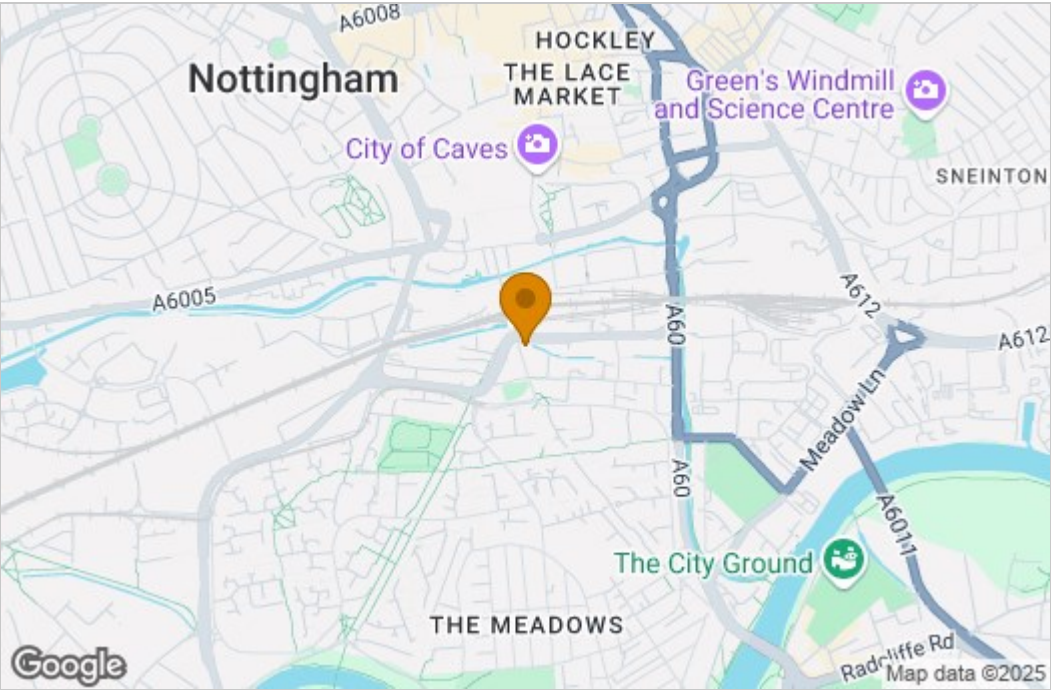 A6008
HOCKLEY
Nottingham
THE LACE
MARKET
Green's Windmill
and Science Centre
City of Caves
SNEINTON
A6005
A612
A60
A612
Meadow Ln
A60
A6011
The City Ground
THE MEADOWS
Radcliffe Rd
Google
Map data ©2025